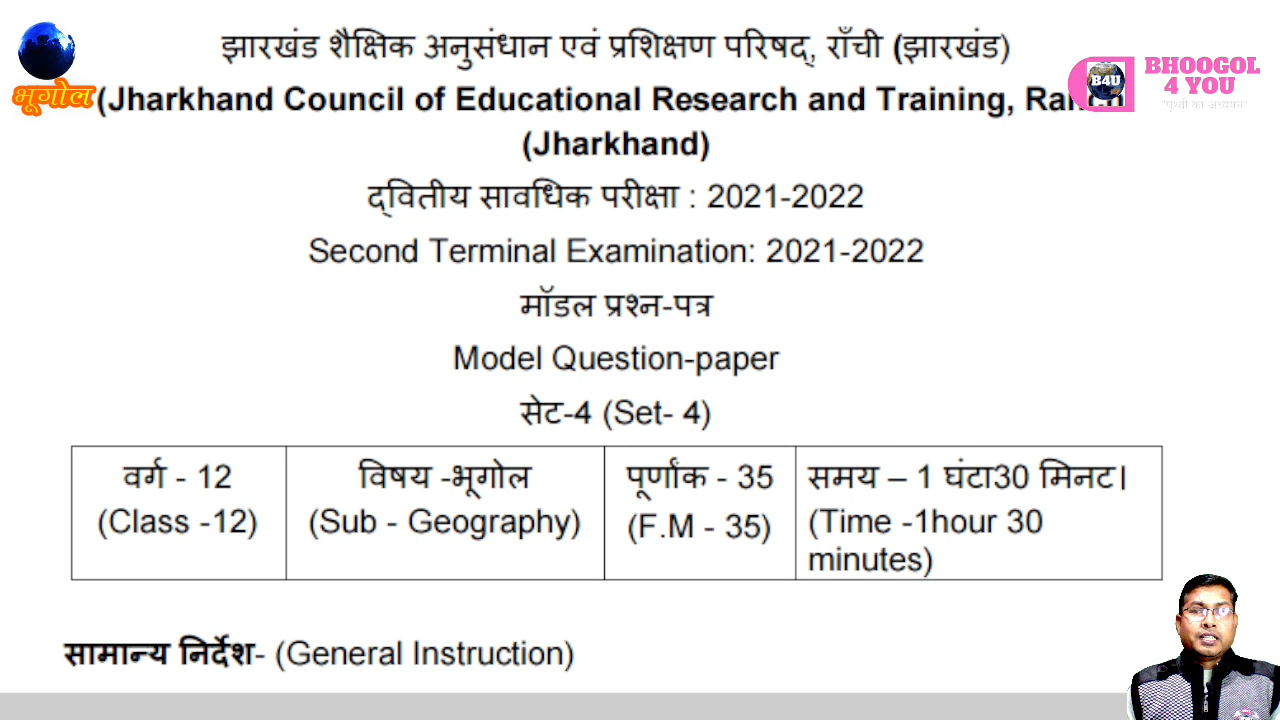 झारखंड शैक्षिक अनुसंधान एवं प्रशिक्षण परिषद्, राँची (झारखंड)
भूगोल
BHOOGOL
4 YOU
B4U
"पृथ्वी का अध्ययन"
(Jharkhand Council of Educational Research and Training,
(Jharkhand)
द्वितीय सावधिक परीक्षा : 2021-2022
Second Terminal Examination: 2021-2022
मॉडल प्रश्न-पत्र
Model Question-paper
सेट-4 (Set- 4)
वर्ग - 12
(Class -12)
विषय -भूगोल
(Sub - Geography)
पूर्णांक - 35
(F.M - 35)
समय – 1 घंटा30 मिनट।
(Time -1hour 30
minutes)
सामान्य निर्देश- (General Instruction)